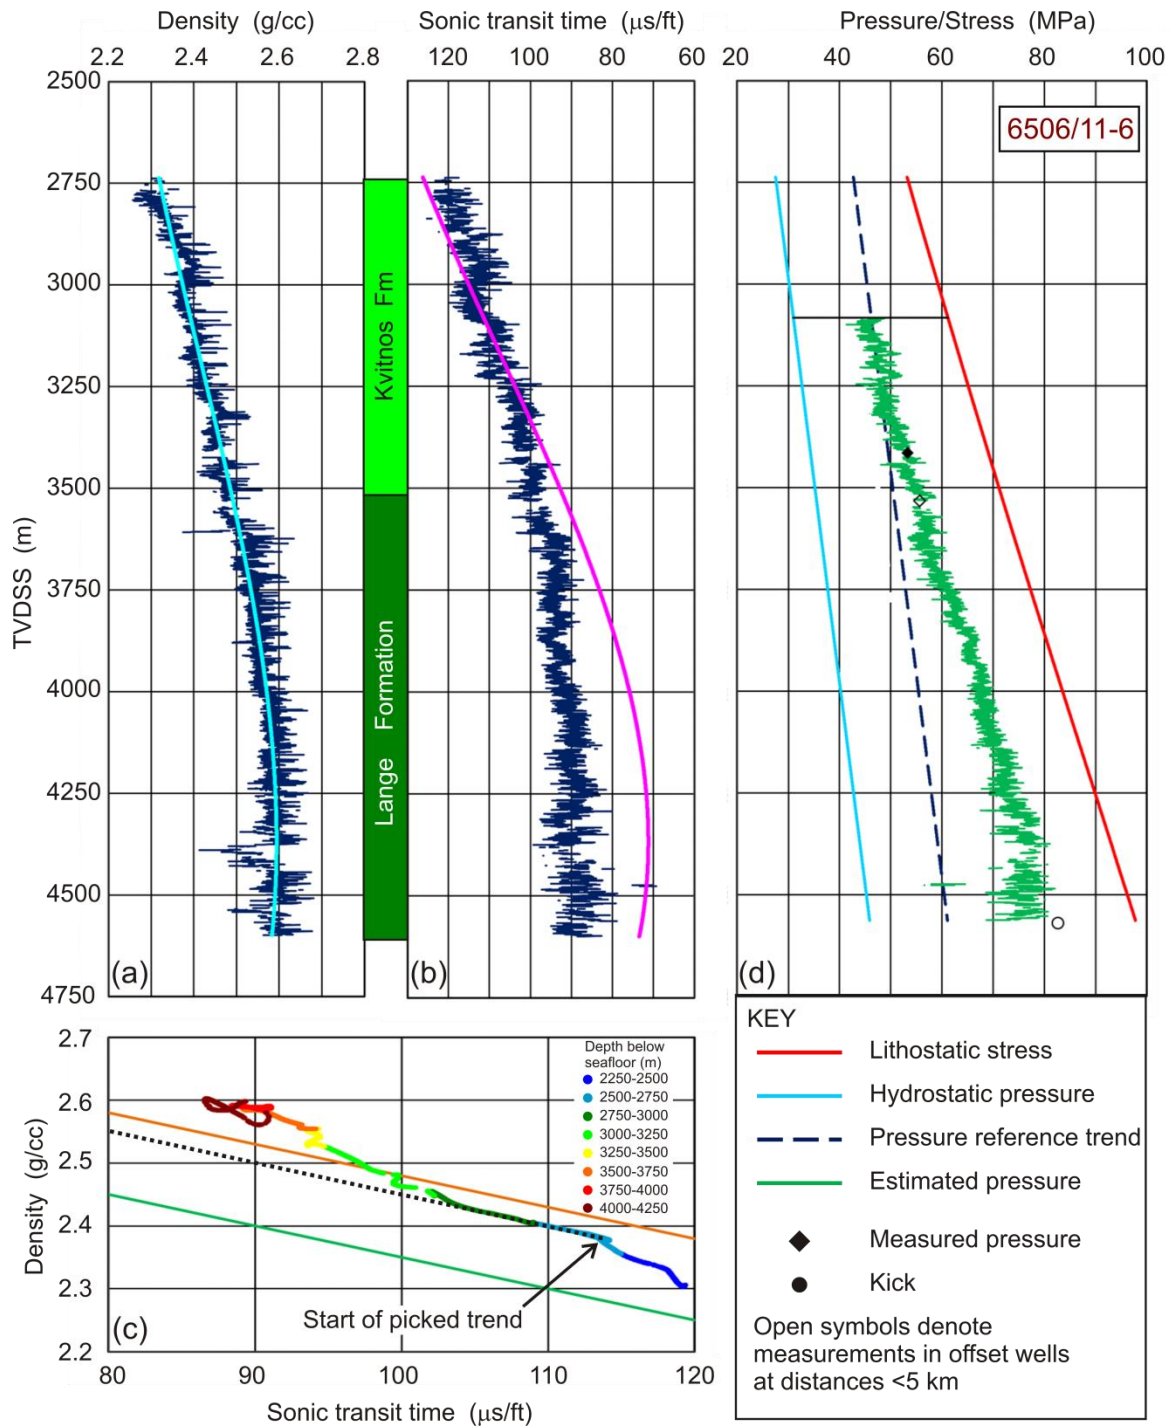 Density (g/cc)
Sonic transit time (μs/ft)
Pressure/Stress (MPa)
2.2 2.4 2.6 2.8
120 100 80 60
20 40 60 80 100
2500
2750
3000
3250
3500
3750
4000
4250
4500
4750
TVDSS (m)
Kvitnos Fm
Lange Formation
6506/11-6
(a)
(b)
(d)
2.7
2.6
2.5
2.4
2.3
2.2
Density (g/cc)
Depth below
seafloor (m)
2250-2500
2500-2750
2750-3000
3000-3250
3250-3500
3500-3750
3750-4000
4000-4250
Start of picked trend
(c)
80 90 100 110 120
Sonic transit time (μs/ft)
KEY
Lithostatic stress
Hydrostatic pressure
Pressure reference trend
Estimated pressure
Measured pressure
Kick
Open symbols denote
measurements in offset wells
at distances <5 km